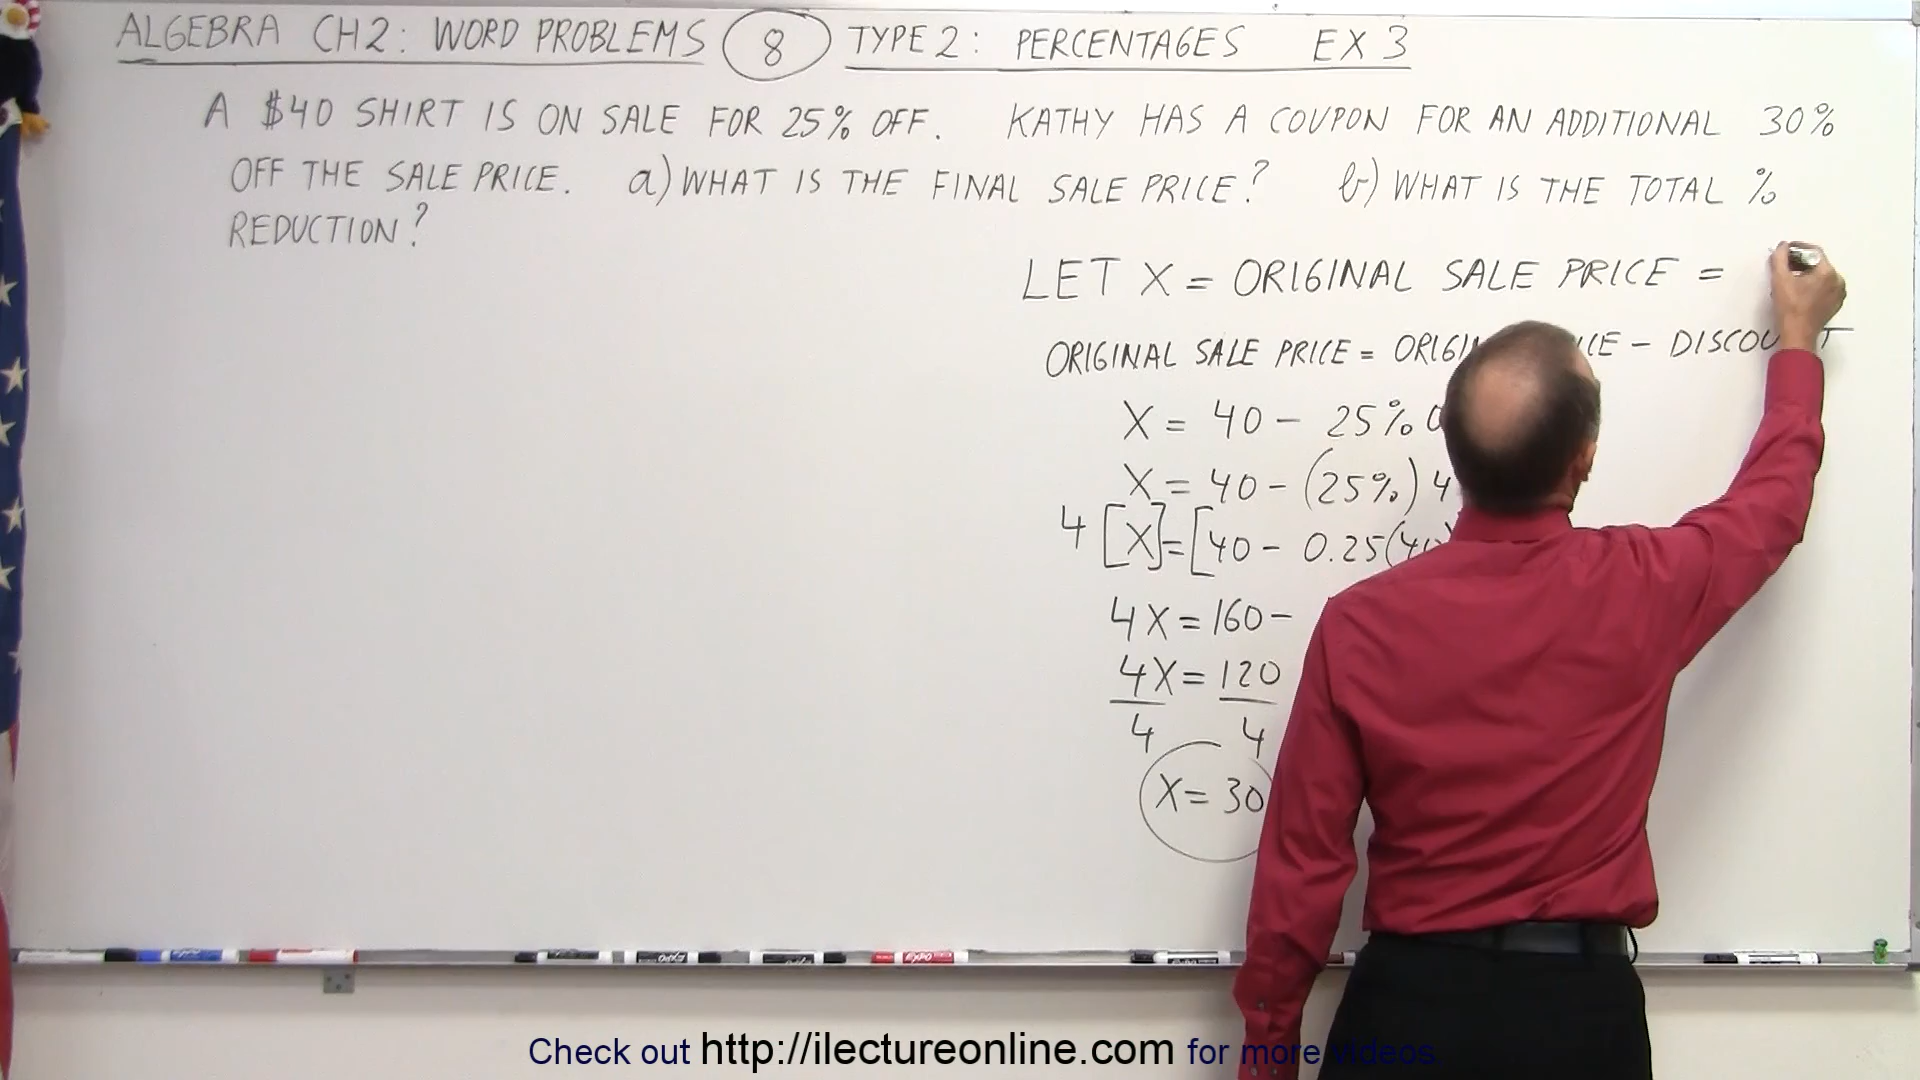 ALGEBRA CH2: WORD PROBLEMS 8 TYPE 2: PERCENTAGES EX 3
A $40 SHIRT IS ON SALE FOR 25% OFF. KATHY HAS A COUPON FOR AN ADDITIONAL 30%
OFF THE SALE PRICE. a) WHAT IS THE FINAL SALE PRICE? b) WHAT IS THE TOTAL %
REDUCTION?
LET X = ORIGINAL SALE PRICE =
ORIGINAL SALE PRICE = - 
X = 40 - 25%
X = 40 - (25%) 4
4 [X] = [40 - 0.25(40)
4X = 160 -
4X = 120
4 4
X = 30
EXPO
Check out http://ilectureonline.com for more videos.